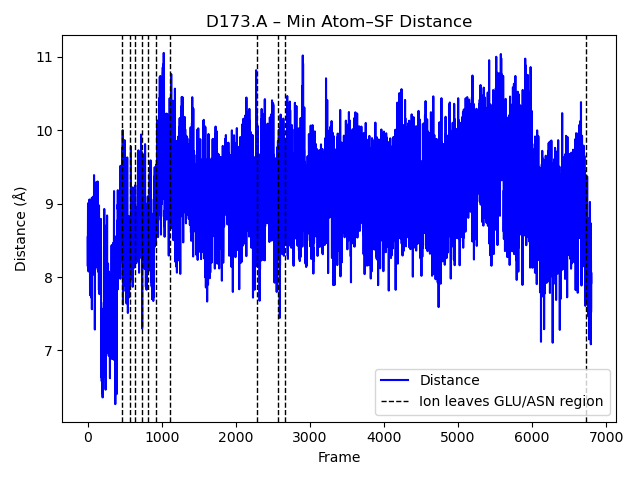 D173.A – Min Atom–SF Distance
Distance (Å)
11
10
9
8
7
0
1000
2000
3000
4000
5000
6000
7000
Frame
Distance
Ion leaves GLU/ASN region